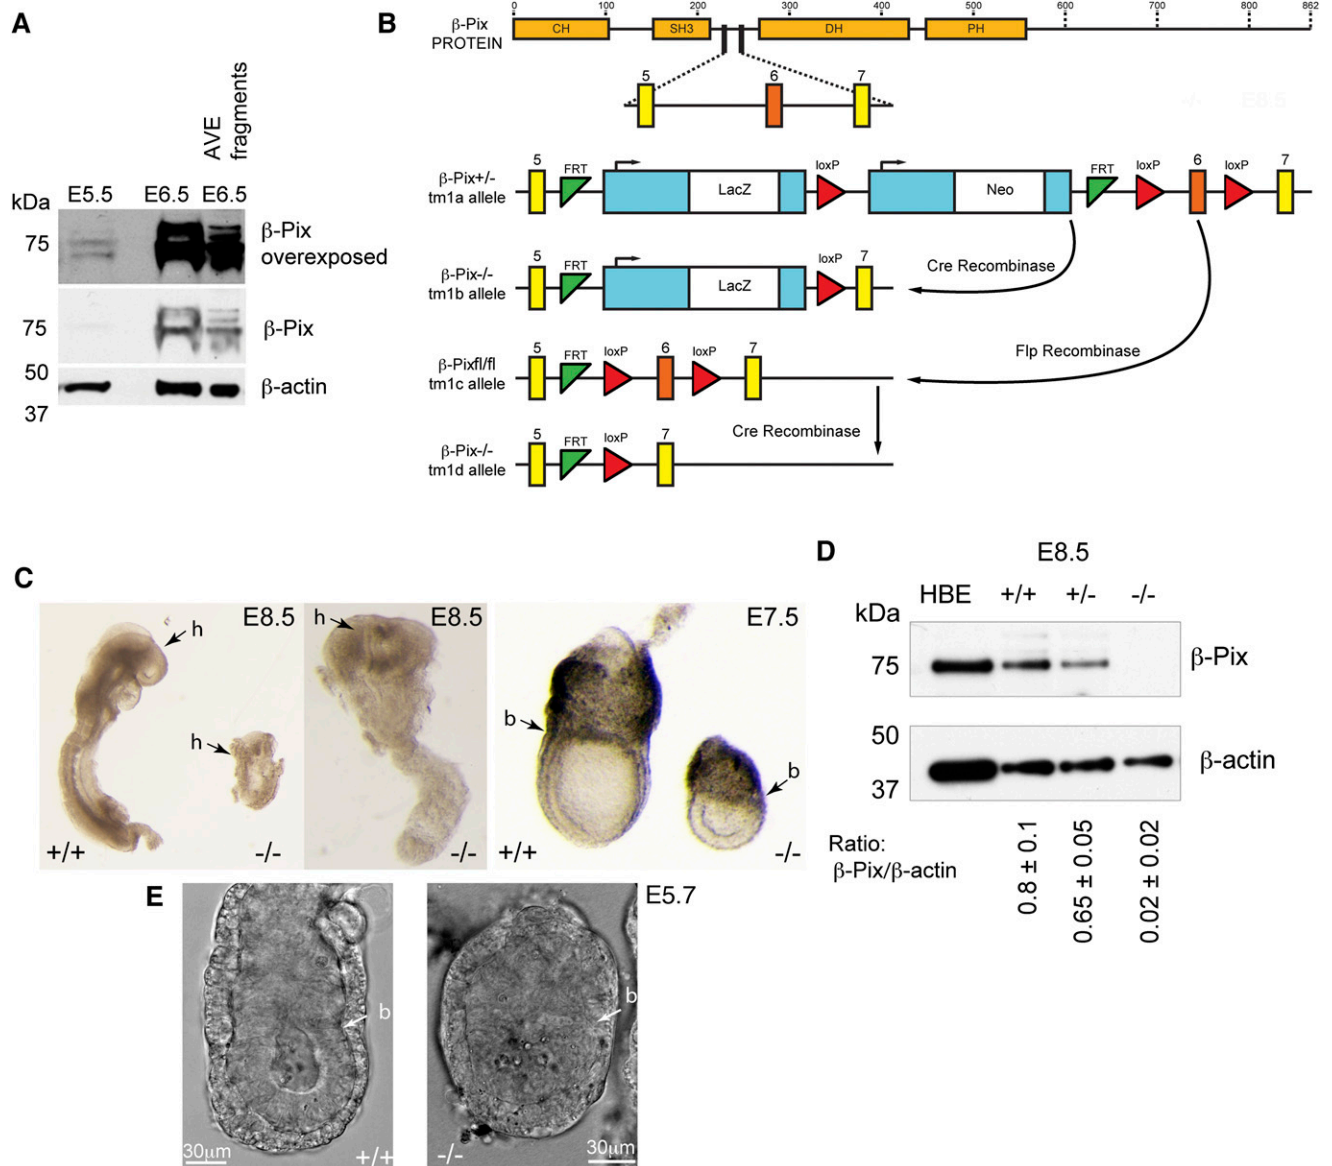 A
AVE
fragments
kDa
E5.5
E6.5
E6.5
75
β-Pix
overexposed
75
β-Pix
50
β-actin
37
B
0 100 200 300 400 500 600 700 800 862
β-Pix
PROTEIN
CH
SH3
DH
PH
5 6 7
β-Pix+/-
tm1a allele
5 FRT LacZ loxP Neo FRT loxP 6 loxP 7
β-Pix-/-
tm1b allele
5 FRT LacZ loxP 7
Cre Recombinase
β-Pixfl/fl
tm1c allele
5 FRT loxP 6 loxP 7
Flp Recombinase
Cre Recombinase
β-Pix-/-
tm1d allele
5 FRT loxP 7
C
h
E8.5
h
+/+
-/-
h
E8.5
-/-
E7.5
b
b
+/+
-/-
D
E8.5
kDa
HBE +/+ +/- -/-
75
β-Pix
50
β-actin
37
Ratio:
β-Pix/β-actin
0.8 ± 0.1
0.65 ± 0.05
0.02 ± 0.02
E
b
30μm
+/+
E5.7
b
-/-
30μm